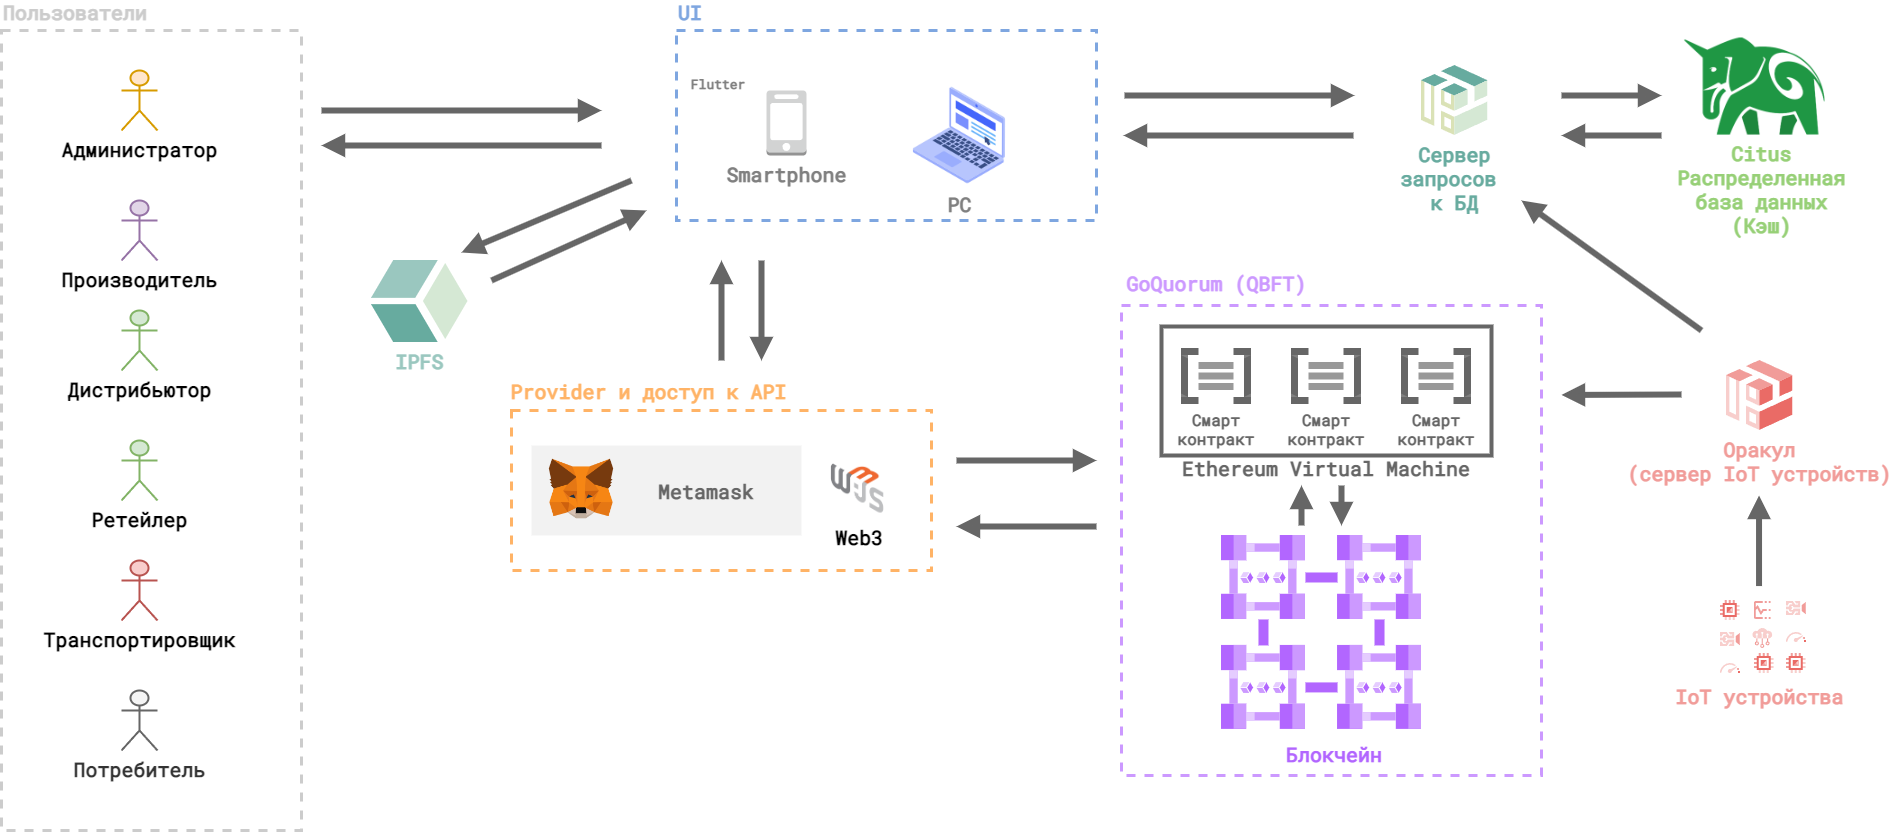 Пользователи
Администратор
Производитель
Дистрибьютор
Ретейлер
Транспортировщик
Потребитель
UI
Flutter
Smartphone
PC
IPFS
Provider и доступ к API
Metamask
Web3
Сервер
запросов
к БД
Citus
Распределенная
база данных
(Кэш)
GoQuorum (QBFT)
Смарт
контракт
Смарт
контракт
Смарт
контракт
Ethereum Virtual Machine
Блокчейн
Оракул
(сервер IoT устройств)
IoT устройства